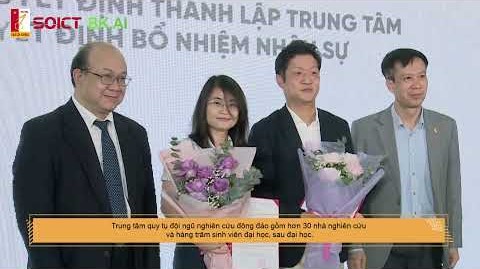 SOICT BK.AI
YẾT ĐỊNH THÀNH LẬP TRUNG TÂM
YẾT ĐỊNH BỔ NHIỆM NHÂN SỰ
Trung tâm quy tụ đội ngũ nghiên cứu đông đảo gồm hơn 30 nhà nghiên cứu
và hàng trăm sinh viên đại học, sau đại học.